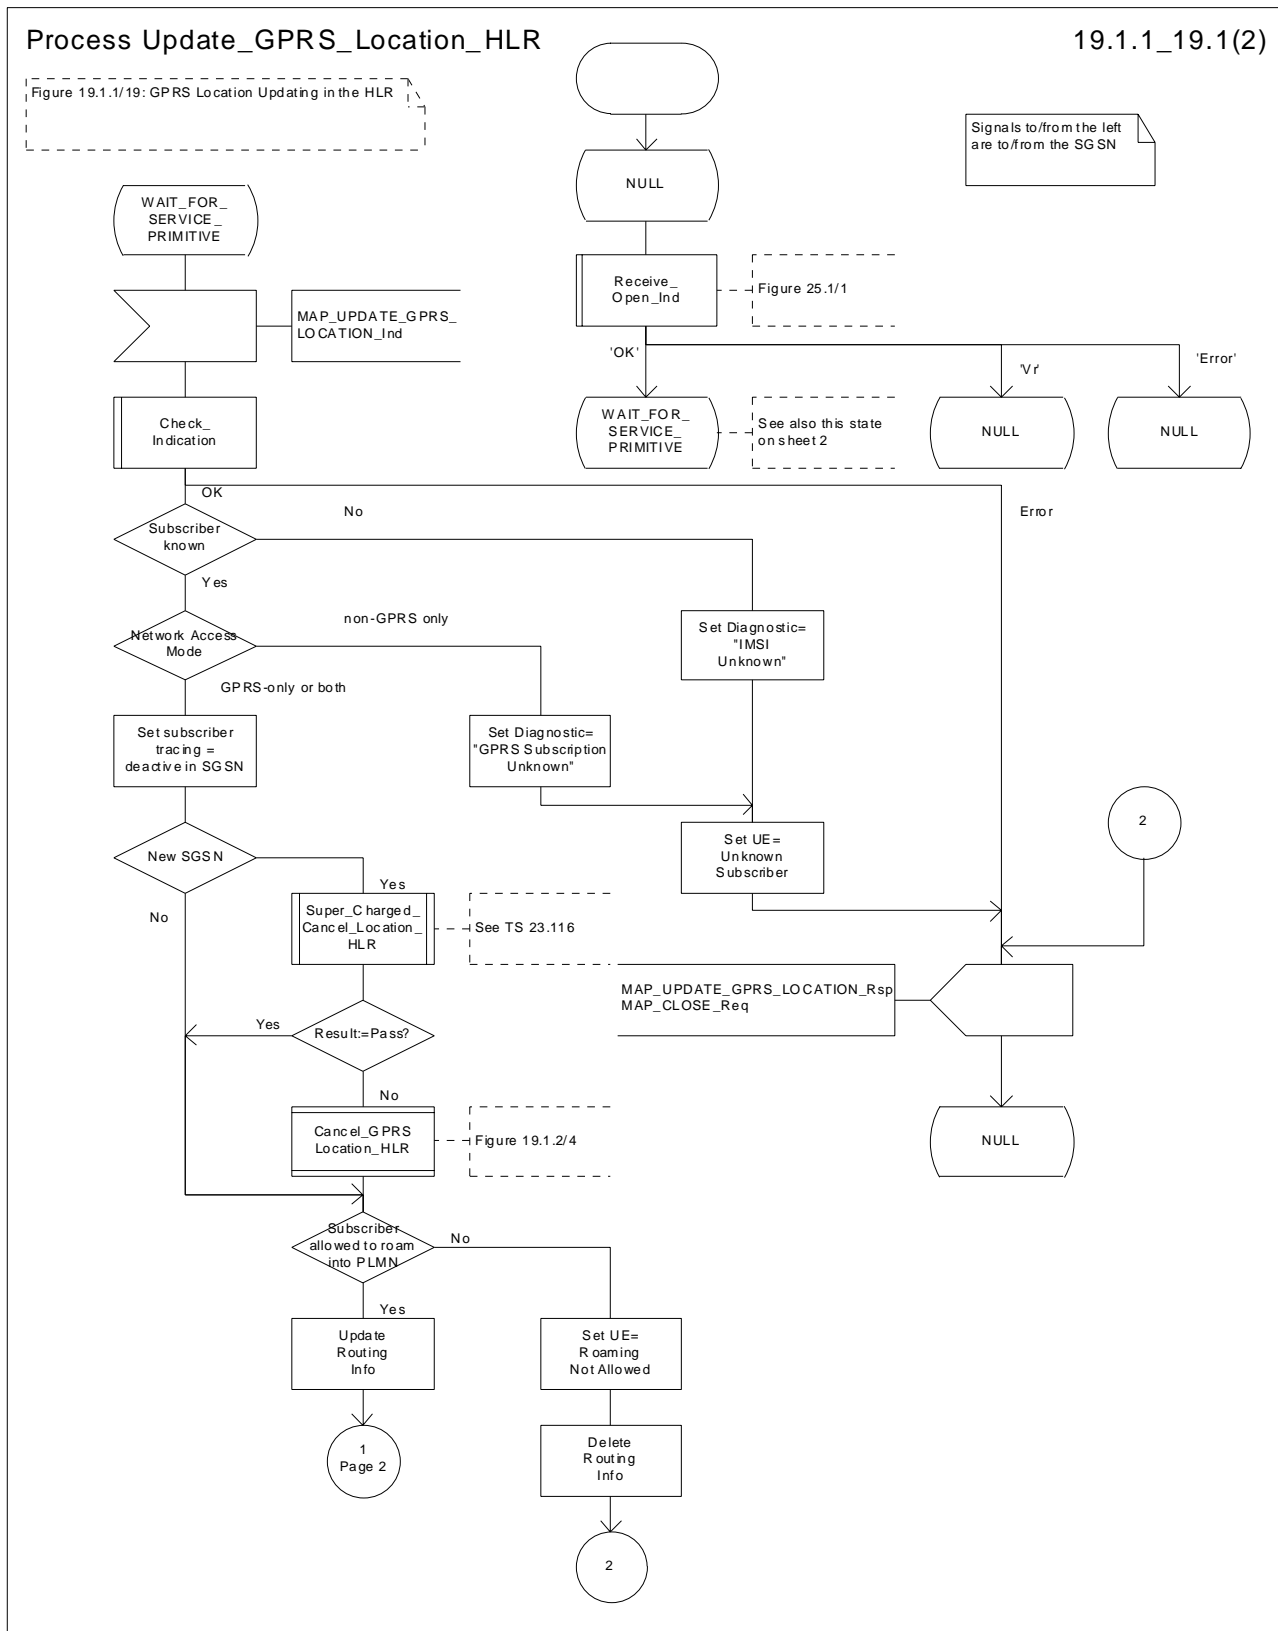 Process Update_GPRS_Location_HLR
19.1.1_19.1(2)
Figure 19.1.1/19: GPRS Location Updating in the HLR
Signals to/from the left
are to/from the SGSN
NULL
WAIT_FOR_
SERVICE_
PRIMITIVE
Receive_
Open_Ind
Figure 25.1/1
MAP_UPDATE_GPRS_
LOCATION_Ind
'OK'
'Vr'
'Error'
Check_
Indication
WAIT_FOR_
SERVICE_
PRIMITIVE
See also this state
on sheet 2
NULL
NULL
OK
No
Error
Subscriber
known
Yes
Network Access
Mode
non-GPRS only
Set Diagnostic=
"IMSI
Unknown"
GPRS-only or both
Set subscriber
tracing =
deactive in SGSN
Set Diagnostic=
"GPRS Subscription
Unknown"
2
New SGSN
Set UE=
Unknown
Subscriber
Yes
No
Super_Charged_
Cancel_Location_
HLR
See TS 23.116
MAP_UPDATE_GPRS_LOCATION_Rsp
MAP_CLOSE_Req
Yes
Result:=Pass?
No
Cancel_GPRS
Location_HLR
Figure 19.1.2/4
NULL
Subscriber
allowed to roam
into PLMN
No
Yes
Update
Routing
Info
Set UE=
Roaming
Not Allowed
1
Page 2
Delete
Routing
Info
2